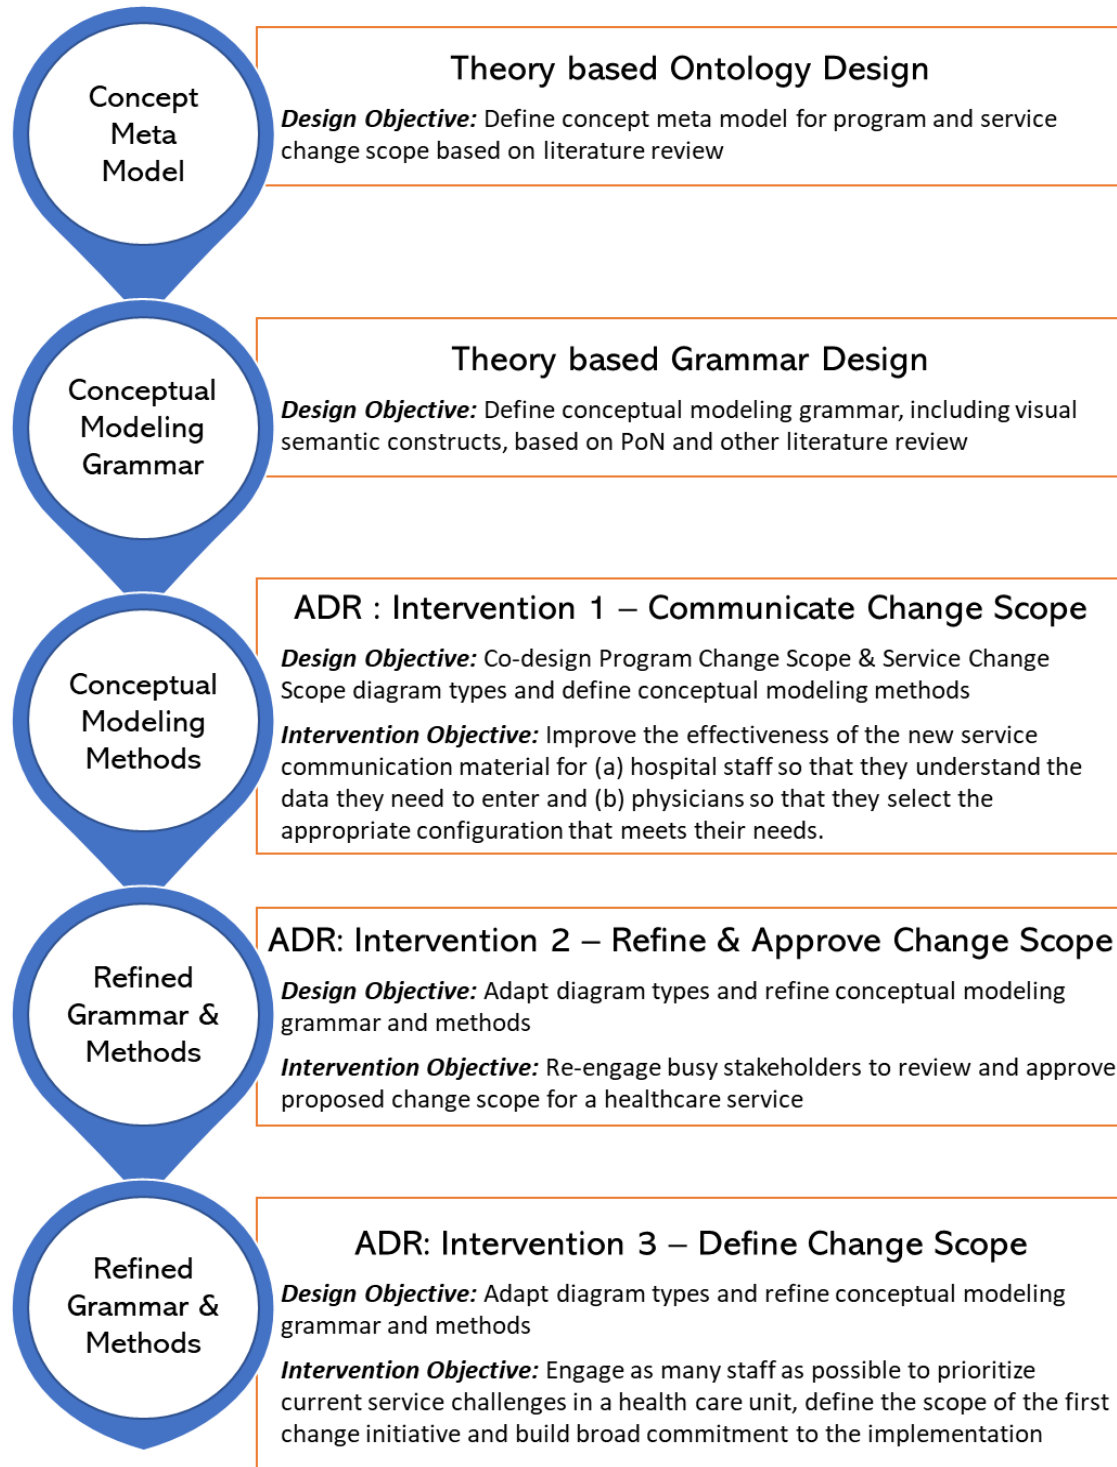 Concept
Meta
Model
Theory based Ontology Design
Design Objective: Define concept meta model for program and service
change scope based on literature review
Conceptual
Modeling
Grammar
Theory based Grammar Design
Design Objective: Define conceptual modeling grammar, including visual
semantic constructs, based on PoN and other literature review
Conceptual
Modeling
Methods
ADR : Intervention 1 – Communicate Change Scope
Design Objective: Co-design Program Change Scope & Service Change
Scope diagram types and define conceptual modeling methods
Intervention Objective: Improve the effectiveness of the new service
communication material for (a) hospital staff so that they understand the
data they need to enter and (b) physicians so that they select the
appropriate configuration that meets their needs.
Refined
Grammar &
Methods
ADR: Intervention 2 – Refine & Approve Change Scope
Design Objective: Adapt diagram types and refine conceptual modeling
grammar and methods
Intervention Objective: Re-engage busy stakeholders to review and approve
proposed change scope for a healthcare service
Refined
Grammar &
Methods
ADR: Intervention 3 – Define Change Scope
Design Objective: Adapt diagram types and refine conceptual modeling
grammar and methods
Intervention Objective: Engage as many staff as possible to prioritize
current service challenges in a health care unit, define the scope of the first
change initiative and build broad commitment to the implementation